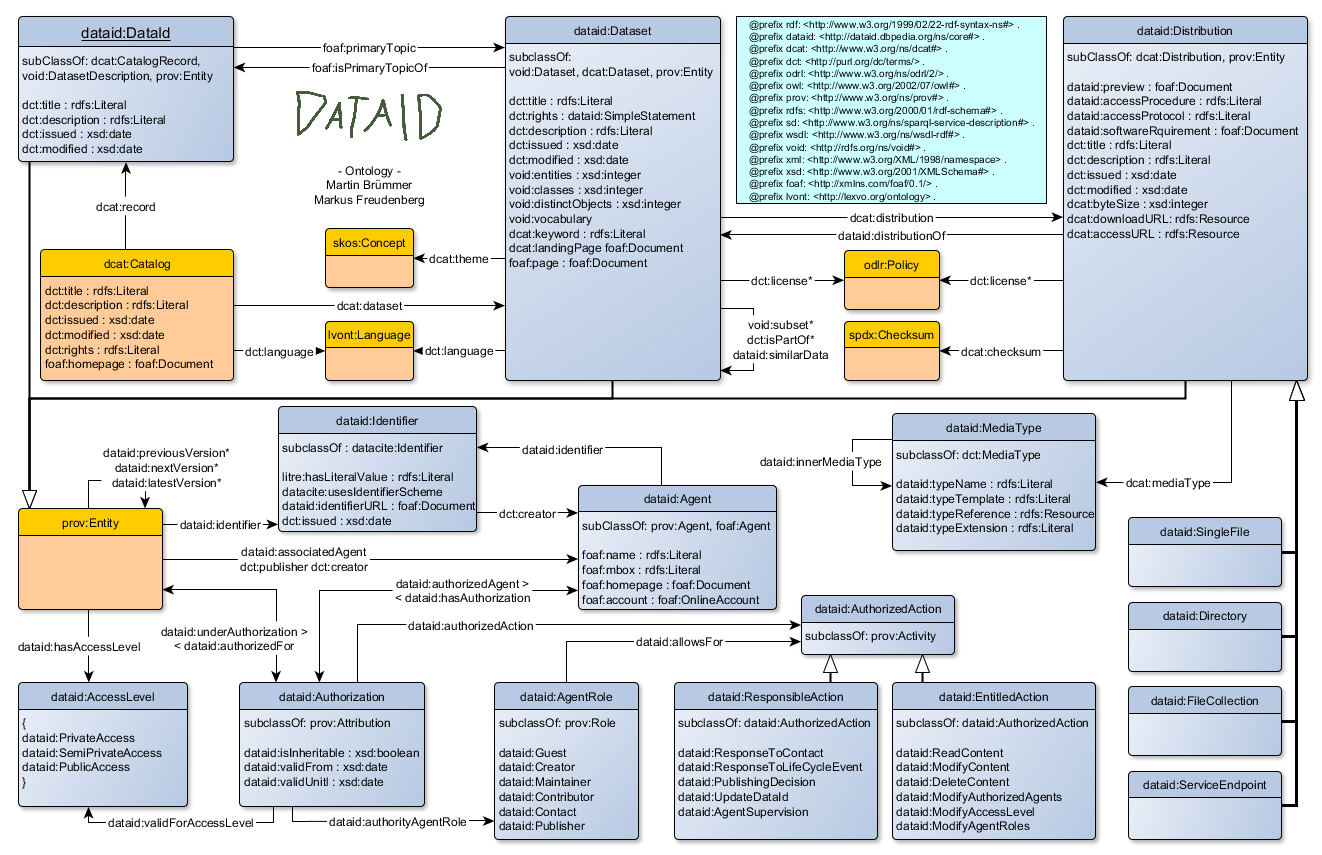 dataid:DataId
subClassOf: dcat:CatalogRecord,
void:DatasetDescription, prov:Entity
dct:title : rdfs:Literal
dct:description : rdfs:Literal
dct:issued : xsd:date
dct:modified : xsd:date
foaf:primaryTopic
foaf:isPrimaryTopicOf
DATAID
- Ontology -
Martin Brümmer
Markus Freudenberg
dataid:Dataset
subclassOf:
void:Dataset, dcat:Dataset, prov:Entity
dct:title : rdfs:Literal
dct:rights : dataid:SimpleStatement
dct:description : rdfs:Literal
dct:issued : xsd:date
dct:modified : xsd:date
void:entities : xsd:integer
void:classes : xsd:integer
void:distinctObjects : xsd:integer
void:vocabulary
dcat:keyword : rdfs:Literal
dcat:landingPage foaf:Document
foaf:page : foaf:Document
@prefix rdf: <http://www.w3.org/1999/02/22-rdf-syntax-ns#> .
@prefix dataid: <http://dataid.dbpedia.org/ns/core#> .
@prefix dcat: <http://www.w3.org/ns/dcat#> .
@prefix dct: <http://purl.org/dc/terms/> .
@prefix odrl: <http://www.w3.org/ns/odrl/2/> .
@prefix owl: <http://www.w3.org/2002/07/owl#> .
@prefix prov: <http://www.w3.org/ns/prov#> .
@prefix rdfs: <http://www.w3.org/2000/01/rdf-schema#> .
@prefix sd: <http://www.w3.org/ns/sparql-service-description#> .
@prefix wsdl: <http://www.w3.org/ns/wsdl-rdf#> .
@prefix void: <http://rdfs.org/ns/void#> .
@prefix xml: <http://www.w3.org/XML/1998/namespace> .
@prefix xsd: <http://www.w3.org/2001/XMLSchema#> .
@prefix foaf: <http://xmlns.com/foaf/0.1/> .
@prefix lvont: <http://lexvo.org/ontology> .
dataid:Distribution
subClassOf: dcat:Distribution, prov:Entity
dataid:preview : foaf:Document
dataid:accessProcedure : rdfs:Literal
dataid:accessProtocol : rdfs:Literal
dataid:softwareRquirement : foaf:Document
dct:title : rdfs:Literal
dct:description : rdfs:Literal
dct:issued : xsd:date
dct:modified : xsd:date
dcat:byteSize : xsd:integer
dcat:downloadURL: rdfs:Resource
dcat:accessURL : rdfs:Resource
dcat:record
dcat:Catalog
dct:title : rdfs:Literal
dct:description : rdfs:Literal
dct:issued : xsd:date
dct:modified : xsd:date
dct:rights : rdfs:Literal
foaf:homepage : foaf:Document
skos:Concept
dcat:theme
dcat:dataset
lvont:Language
dct:language
dct:language
dcat:distribution
dataid:distributionOf
dct:license*
odlr:Policy
dct:license*
void:subset*
dct:isPartOf*
dataid:similarData
spdx:Checksum
dcat:checksum
dataid:previousVersion*
dataid:nextVersion*
dataid:latestVersion*
prov:Entity
dataid:identifier
dataid:Identifier
subclassOf : datacite:Identifier
litre:hasLiteralValue : rdfs:Literal
datacite:usesIdentifierScheme
dataid:identifierURL : foaf:Document
dct:issued : xsd:date
dataid:identifier
dct:creator
dataid:Agent
subClassOf: prov:Agent, foaf:Agent
foaf:name : rdfs:Literal
foaf:mbox : rdfs:Literal
foaf:homepage : foaf:Document
foaf:account : foaf:OnlineAccount
dataid:associatedAgent
dct:publisher dct:creator
dataid:authorizedAgent >
< dataid:hasAuthorization
dataid:innerMediaType
dataid:MediaType
subclassOf: dct:MediaType
dataid:typeName : rdfs:Literal
dataid:typeTemplate : rdfs:Literal
dataid:typeReference : rdfs:Resource
dataid:typeExtension : rdfs:Literal
dcat:mediaType
dataid:SingleFile
dataid:Directory
dataid:FileCollection
dataid:ServiceEndpoint
dataid:hasAccessLevel
dataid:underAuthorization >
< dataid:authorizedFor
dataid:authorizedAction
dataid:allowsFor
dataid:AuthorizedAction
subclassOf: prov:Activity
dataid:AccessLevel
{
dataid:PrivateAccess
dataid:SemiPrivateAccess
dataid:PublicAccess
}
dataid:Authorization
subclassOf: prov:Attribution
dataid:isInheritable : xsd:boolean
dataid:validFrom : xsd:date
dataid:validUnitl : xsd:date
dataid:validForAccessLevel
dataid:authorityAgentRole
dataid:AgentRole
subclassOf: prov:Role
dataid:Guest
dataid:Creator
dataid:Maintainer
dataid:Contributor
dataid:Contact
dataid:Publisher
dataid:ResponsibleAction
subclassOf: dataid:AuthorizedAction
dataid:ResponseToContact
dataid:ResponseToLifeCycleEvent
dataid:PublishingDecision
dataid:UpdateDataId
dataid:AgentSupervision
dataid:EntitledAction
subclassOf: dataid:AuthorizedAction
dataid:ReadContent
dataid:ModifyContent
dataid:DeleteContent
dataid:ModifyAuthorizedAgents
dataid:ModifyAccessLevel
dataid:ModifyAgentRoles